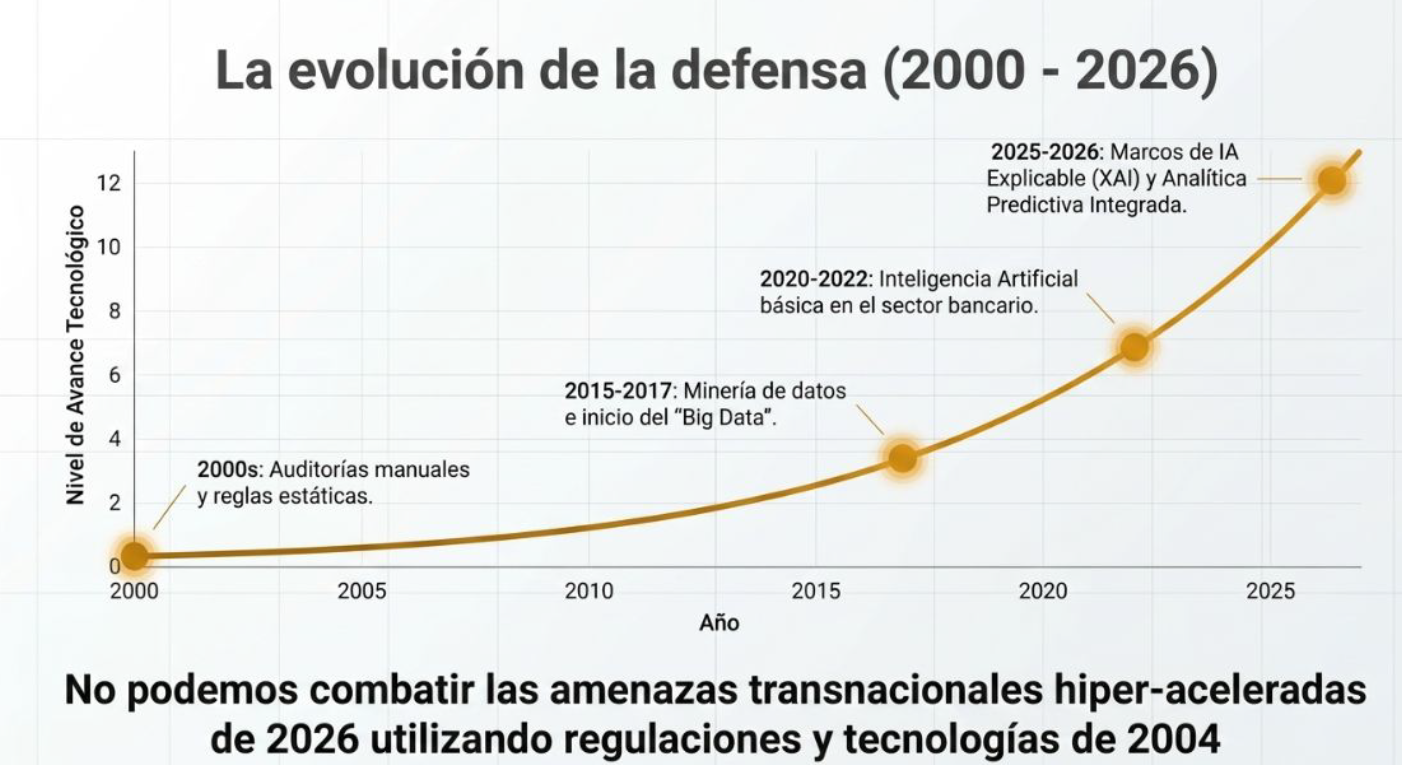 La evolución de la defensa (2000 - 2026)
Nivel de Avance Tecnológico
12
10
8
6
4
2
0
2025-2026: Marcos de IA
Explicable (XAI) y Analítica
Predictiva Integrada.
2020-2022: Inteligencia Artificial
básica en el sector bancario.
2015-2017: Minería de datos
e inicio del “Big Data”.
2000s: Auditorías manuales
y reglas estáticas.
2000 2005 2010 2015 2020 2025
Año
No podemos combatir las amenazas transnacionales hiper-aceleradas
de 2026 utilizando regulaciones y tecnologías de 2004